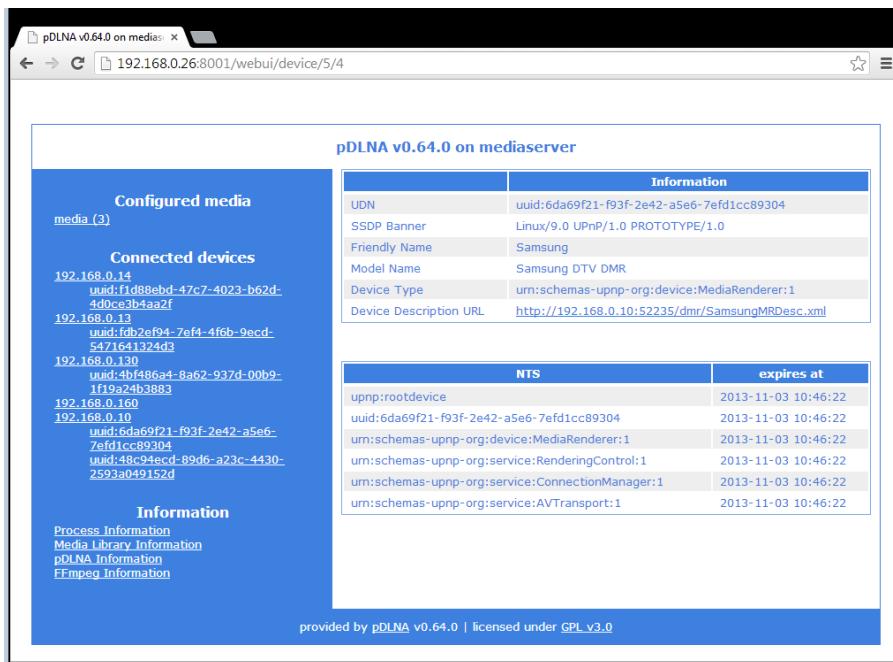 pDLNA v0.64.0 on medias
192.168.0.26:8001/webui/device/5/4
pDLNA v0.64.0 on mediaserver
Configured media
media (3)
Connected devices
192.168.0.14
uuid:f1d88ebd-47c7-4023-b62d-
4d0ce3b4aa2f
192.168.0.13
uuid:fdb2ef94-7ef4-4f6b-9ecd-
5471641324d3
192.168.0.130
uuid:4bf486a4-8a62-937d-00b9-
1f19a24b3883
192.168.0.160
192.168.0.10
uuid:6da69f21-f93f-2e42-a5e6-
7efd1cc89304
uuid:48c94ecd-89d6-a23c-4430-
2593a049152d
Information
Process Information
Media Library Information
pDLNA Information
FFmpeg Information
Information
UDN uuid:6da69f21-f93f-2e42-a5e6-7efd1cc89304
SSDP Banner Linux/9.0 UPnP/1.0 PROTOTYPE/1.0
Friendly Name Samsung
Model Name Samsung DTV DMR
Device Type urn:schemas-upnp-org:device:MediaRenderer:1
Device Description URL http://192.168.0.10:52235/dmr/SamsungMRDesc.xml
NTS expires at
upnp:rootdevice 2013-11-03 10:46:22
uuid:6da69f21-f93f-2e42-a5e6-7efd1cc89304 2013-11-03 10:46:22
urn:schemas-upnp-org:device:MediaRenderer:1 2013-11-03 10:46:22
urn:schemas-upnp-org:service:RenderingControl:1 2013-11-03 10:46:22
urn:schemas-upnp-org:service:ConnectionManager:1 2013-11-03 10:46:22
urn:schemas-upnp-org:service:AVTransport:1 2013-11-03 10:46:22
provided by pDLNA v0.64.0 | licensed under GPL v3.0